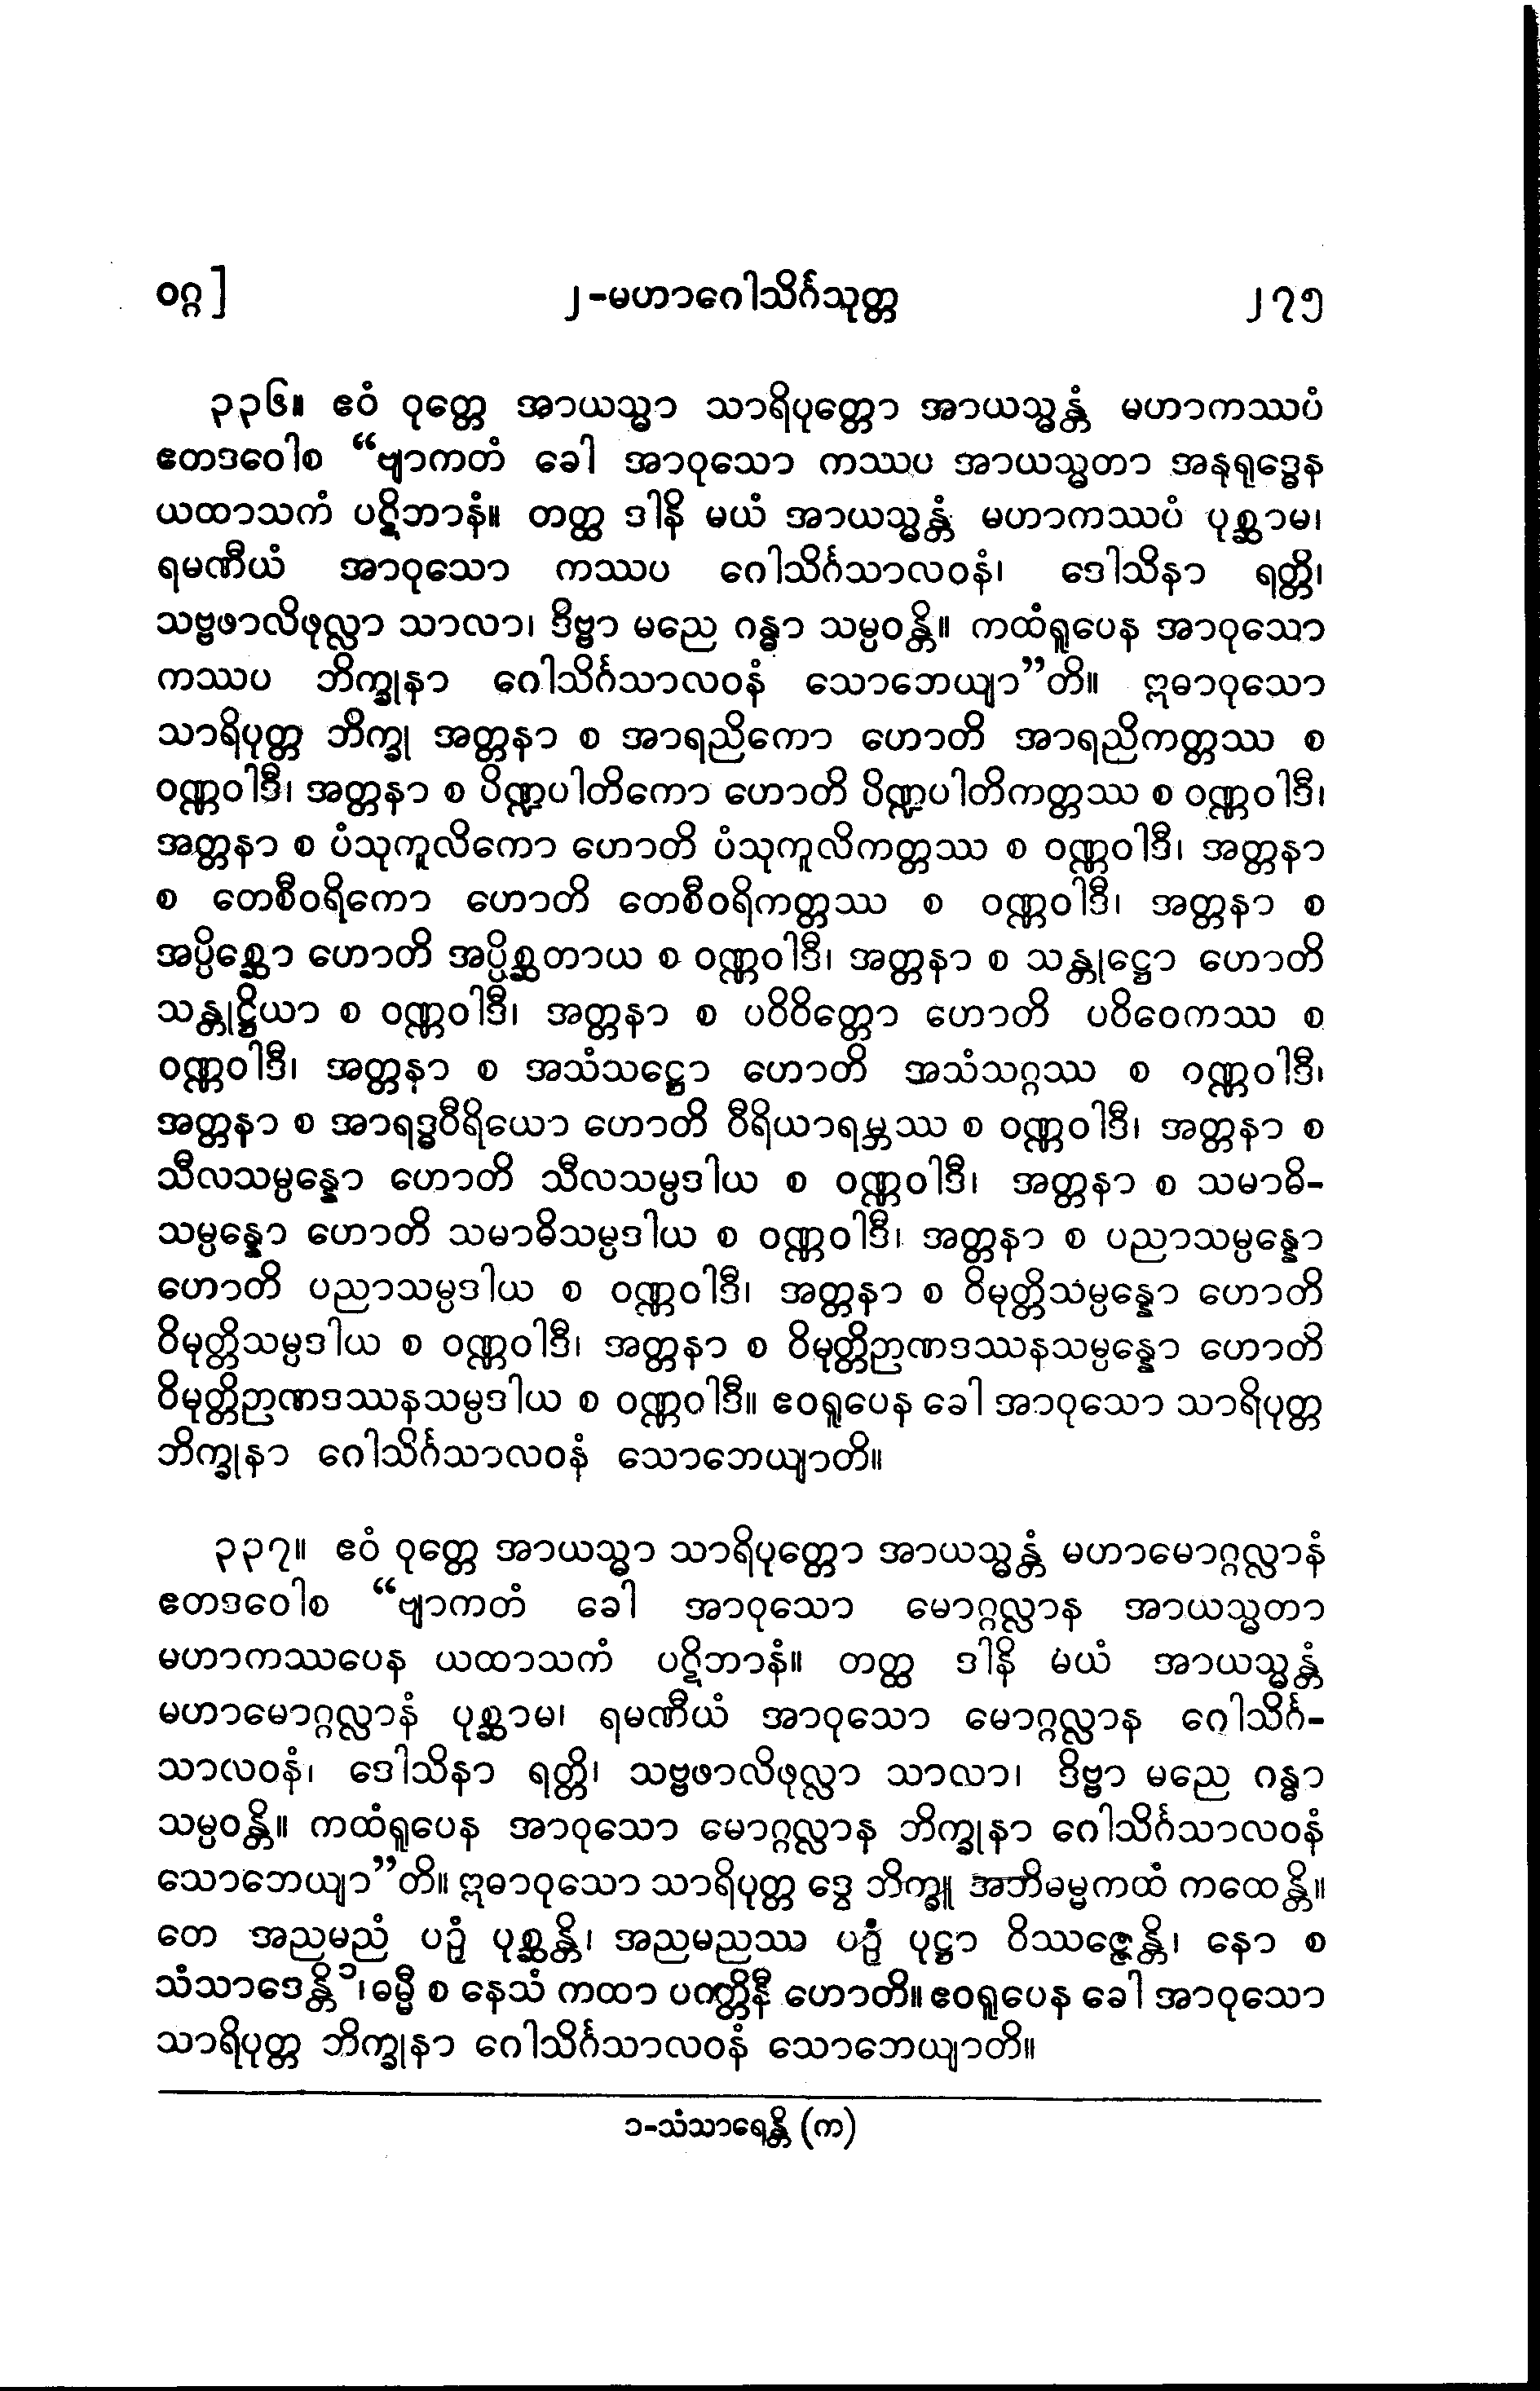 ဝဂ္ဂ] ၂-မဟာဂေါသိင်္ဂသုတ္တ ၂၇၅
၃၃၆။ ဧဝံ ဝုတ္တေ အာယသ္မာ သာရိပုတ္တော အာယသ္မန္တံ မဟာကဿပံ
ဧတဒဝေါစ “ဗျာကတံ ခေါ အာဝုသော ကဿပ အာယသ္မတာ အနုရုဒ္ဓေန
ယထာသကံ ပဋိဘာနံ။ တတ္ထ ဒါနိ မယံ အာယသ္မန္တံ မဟာကဿပံ ပုစ္ဆာမ၊
ရမဏီယံ အာဝုသော ကဿပ ဂေါသိင်္ဂသာလဝနံ၊ ဒေါသိနာ ရတ္တိ၊
သဗ္ဗဖာလိဖုလ္လာ သာလာ၊ ဒိဗ္ဗာ မညေ ဂန္ဓာ သမ္ပဝန္တိ။ ကထံရူပေန အာဝုသော
ကဿပ ဘိက္ခုနာ ဂေါသိင်္ဂသာလဝနံ သောဘေယျာ”တိ။ ဣဓာဝုသော
သာရိပုတ္တ ဘိက္ခု အတ္တနာ စ အာရညိကော ဟောတိ အာရညိကတ္တဿ စ
ဝဏ္ဏဝါဒီ၊ အတ္တနာ စ ပိဏ္ဍပါတိကော ဟောတိ ပိဏ္ဍပါတိကတ္တဿ စ ဝဏ္ဏဝါဒီ၊
အတ္တနာ စ ပံသုကူလိကော ဟောတိ ပံသုကူလိကတ္တဿ စ ဝဏ္ဏဝါဒီ၊ အတ္တနာ
စ တေစီဝရိကော ဟောတိ တေစီဝရိကတ္တဿ စ ဝဏ္ဏဝါဒီ၊ အတ္တနာ စ
အပ္ပိစ္ဆော ဟောတိ အပ္ပိစ္ဆတာယ စ ဝဏ္ဏဝါဒီ၊ အတ္တနာ စ သန္တုဋ္ဌော ဟောတိ
သန္တုဋ္ဌိယာ စ ဝဏ္ဏဝါဒီ၊ အတ္တနာ စ ပဝိဝိတ္တော ဟောတိ ပဝိဝေကဿ စ
ဝဏ္ဏဝါဒီ၊ အတ္တနာ စ အသံသဋ္ဌော ဟောတိ အသံသဂ္ဂဿ စ ဝဏ္ဏဝါဒီ၊
အတ္တနာ စ အာရဒ္ဓဝီရိယော ဟောတိ ဝီရိယာရမ္ဘဿ စ ဝဏ္ဏဝါဒီ၊ အတ္တနာ စ
သီလသမ္ပန္နော ဟောတိ သီလသမ္ပဒါယ စ ဝဏ္ဏဝါဒီ၊ အတ္တနာ စ သမာဓိ-
သမ္ပန္နော ဟောတိ သမာဓိသမ္ပဒါယ စ ဝဏ္ဏဝါဒီ၊ အတ္တနာ စ ပညာသမ္ပန္နော
ဟောတိ ပညာသမ္ပဒါယ စ ဝဏ္ဏဝါဒီ၊ အတ္တနာ စ ဝိမုတ္တိသမ္ပန္နော ဟောတိ
ဝိမုတ္တိသမ္ပဒါယ စ ဝဏ္ဏဝါဒီ၊ အတ္တနာ စ ဝိမုတ္တိဉာဏဒဿနသမ္ပန္နော ဟောတိ
ဝိမုတ္တိဉာဏဒဿနသမ္ပဒါယ စ ဝဏ္ဏဝါဒီ။ ဧဝရူပေန ခေါ အာဝုသော သာရိပုတ္တ
ဘိက္ခုနာ ဂေါသိင်္ဂသာလဝနံ သောဘေယျာတိ။
၃၃၇။ ဧဝံ ဝုတ္တေ အာယသ္မာ သာရိပုတ္တော အာယသ္မန္တံ မဟာမောဂ္ဂလ္လာနံ
ဧတဒဝေါစ “ဗျာကတံ ခေါ အာဝုသော မောဂ္ဂလ္လာန အာယသ္မတာ
မဟာကဿပေန ယထာသကံ ပဋိဘာနံ။ တတ္ထ ဒါနိ မယံ အာယသ္မန္တံ
မဟာမောဂ္ဂလ္လာနံ ပုစ္ဆာမ၊ ရမဏီယံ အာဝုသော မောဂ္ဂလ္လာန ဂေါသိင်္ဂ-
သာလဝနံ၊ ဒေါသိနာ ရတ္တိ၊ သဗ္ဗဖာလိဖုလ္လာ သာလာ၊ ဒိဗ္ဗာ မညေ ဂန္ဓာ
သမ္ပဝန္တိ။ ကထံရူပေန အာဝုသော မောဂ္ဂလ္လာန ဘိက္ခုနာ ဂေါသိင်္ဂသာလဝနံ
သောဘေယျာ”တိ။ ဣဓာဝုသော သာရိပုတ္တ ဒွေ ဘိက္ခူ အဘိဓမ္မကထံ ကထေန္တိ။
တေ အညမညံ ပဉှံ ပုစ္ဆန္တိ၊ အညမညဿ ပဉှံ ပုဋ္ဌာ ဝိဿဇ္ဇေန္တိ၊ နော စ
သံသာဒေန္တိ၁၊ ဓမ္မီ စ နေသံ ကထာ ပဝတ္တိနီ ဟောတိ။ ဧဝရူပေန ခေါ အာဝုသော
သာရိပုတ္တ ဘိက္ခုနာ ဂေါသိင်္ဂသာလဝနံ သောဘေယျာတိ။
၁-သံသာရေန္တိ (က)